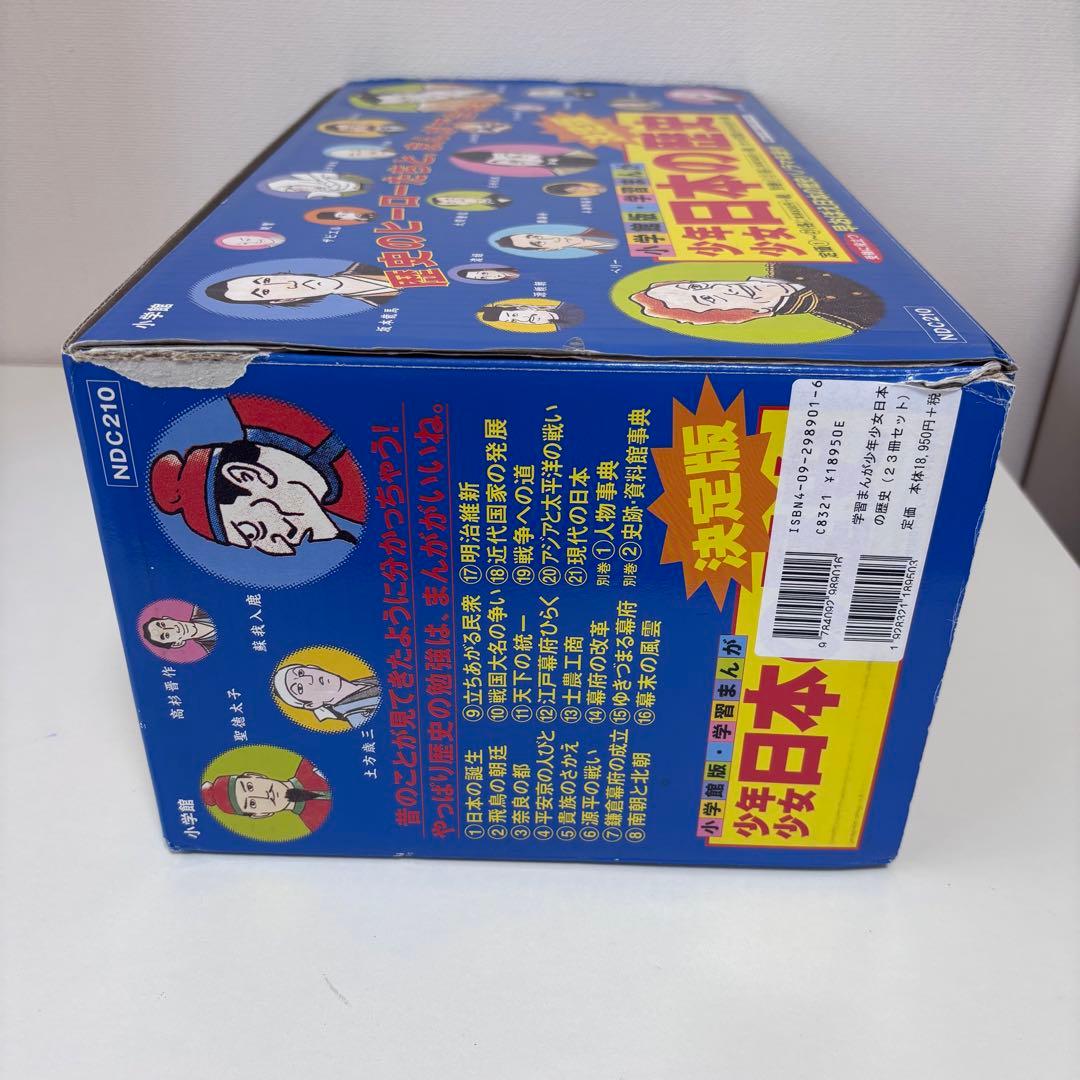 小学館版・学習まんが
少年少女日本の歴史
歴史のヒーロー
ペリー
坂本龍馬
ザビエル
小学館
NDC210
NDC210
昔のことが見てきたように分かっちゃう!
やっぱり歴史の勉強は、まんががいいね。
①日本の誕生
②飛鳥の朝廷
③奈良の都
④平安京の人びと
⑤貴族のさかえ
⑥源平の戦い
⑦鎌倉幕府の成立
⑧南朝と北朝
⑨立ちあがる民衆
⑩戦国大名の争い
⑪天下の統一
⑫江戸幕府ひらく
⑬士農工商
⑭幕府の改革
⑮ゆきづまる幕府
⑯幕末の風雲
⑰明治維新
⑱近代国家の発展
⑲戦争への道
⑳アジアと太平洋の戦い
㉑現代の日本
別巻①人物事典
別巻②史跡・資料館事典
蘇我入鹿
高杉晋作
聖徳太子
土方歳三
小学館
決定版
小学館版・学習まんが
少年少女日本
ISBN4-09-298901-6
C8321 ¥18950E
学習まんが少年少女日本
の歴史(23冊セット)
定価 本体18,950円+税
9784092989016
1928321189503